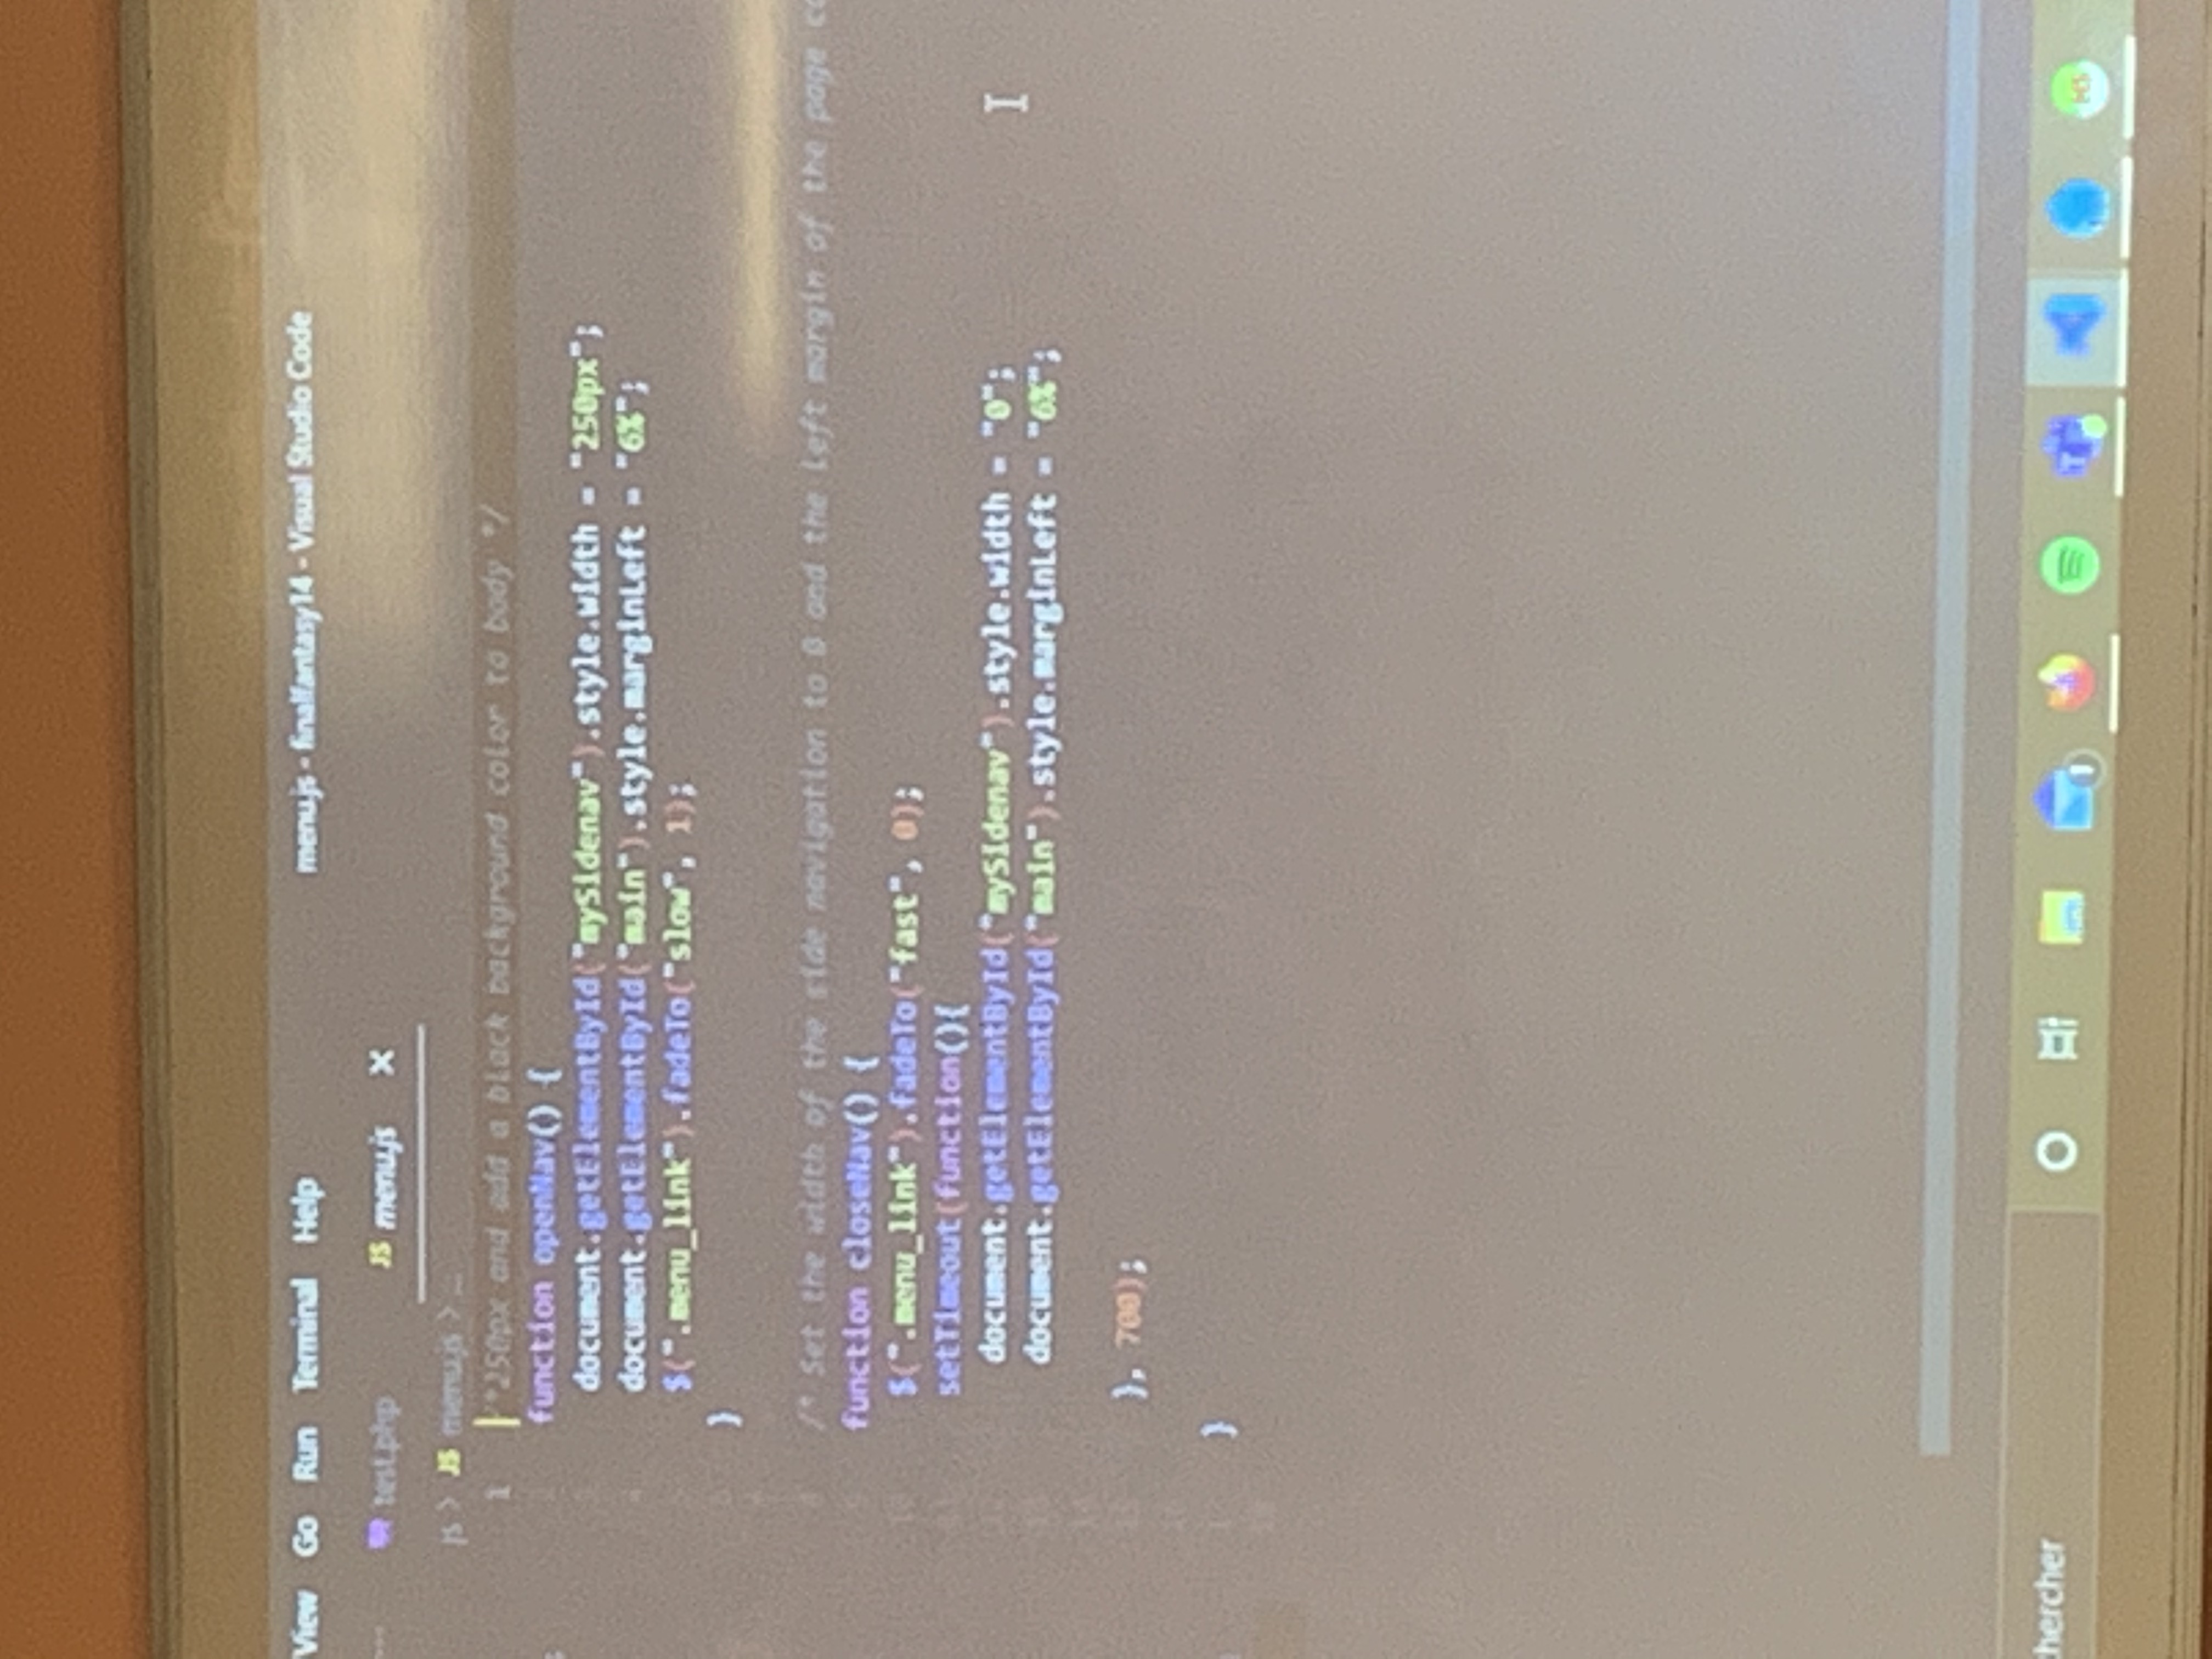 View Go Run Terminal Help menu.js - finalfantasy14 - Visual Studio Code
test.php JS menu.js
js > JS menu.js > ...
1 /*250px and add a black background color to body */
function openNav() {
document.getElementById("mySidenav").style.width = "250px";
document.getElementById("main").style.marginLeft = "6%";
$(".menu_link").fadeTo("slow", 1);
}
/* Set the width of the side navigation to 0 and the left margin of the page
function closeNav() {
$(".menu_link").fadeTo("fast", 0);
setTimeout(function(){
document.getElementById("mySidenav").style.width = "0";
document.getElementById("main").style.marginLeft = "6%";
}, 700);
}
chercher